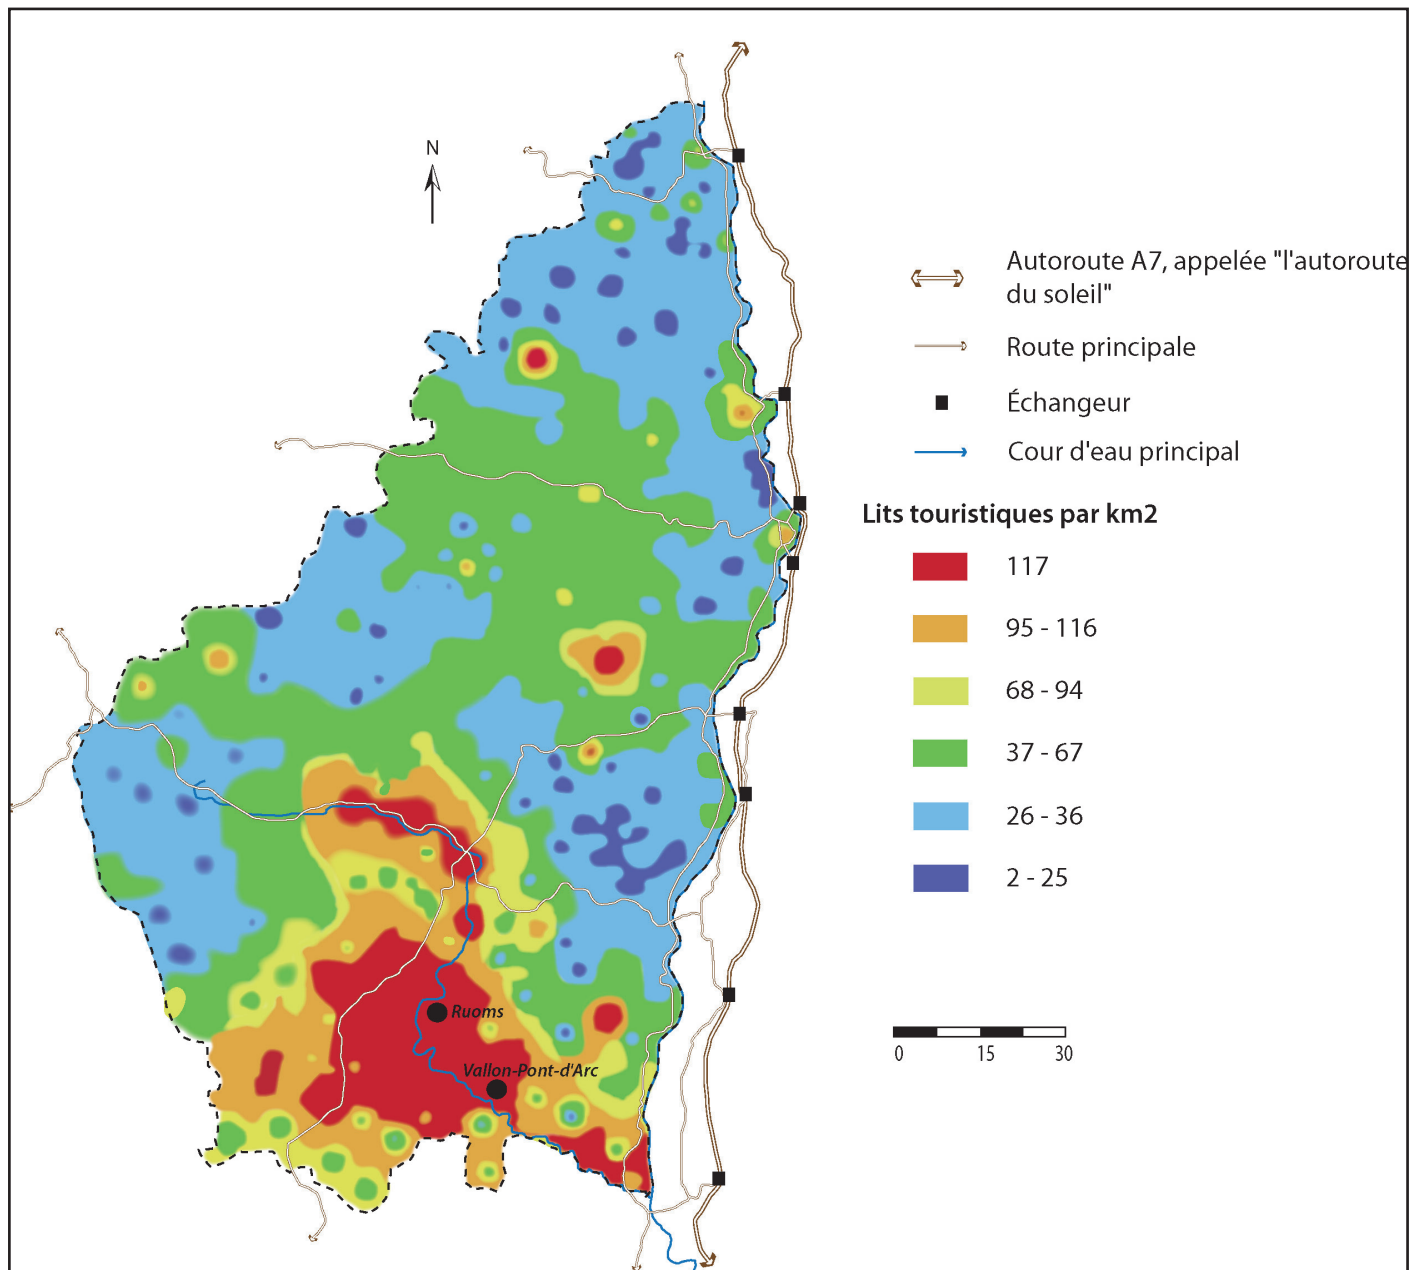 N
Autoroute A7, appelée "l'autoroute
du soleil"
Route principale
Échangeur
Cour d'eau principal
Lits touristiques par km2
117
95 - 116
68 - 94
37 - 67
26 - 36
2 - 25
Ruoms
Vallon-Pont-d'Arc
0 15 30